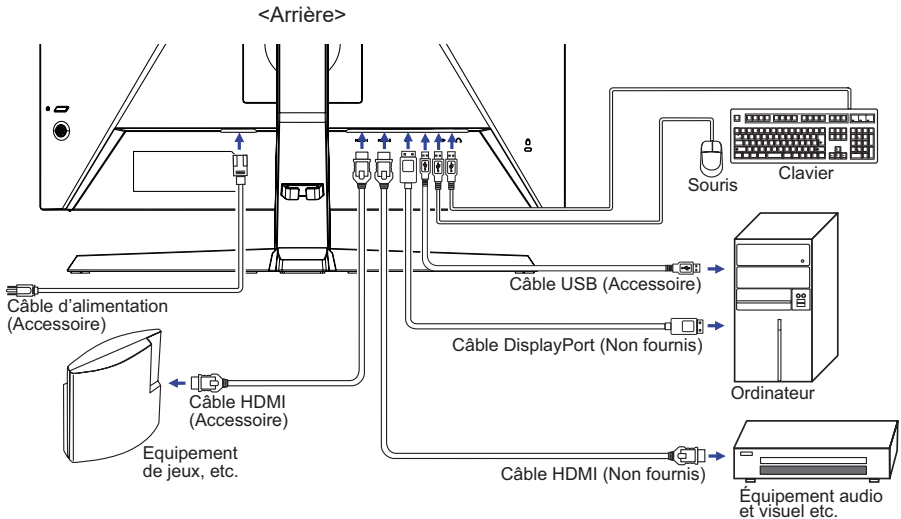 <Arrière>
Souris
Clavier
Câble USB (Accessoire)
Câble d’alimentation
(Accessoire)
Câble DisplayPort (Non fournis)
Ordinateur
Câble HDMI
(Accessoire)
Equipement
de jeux, etc.
Câble HDMI (Non fournis)
Équipement audio
et visuel etc.